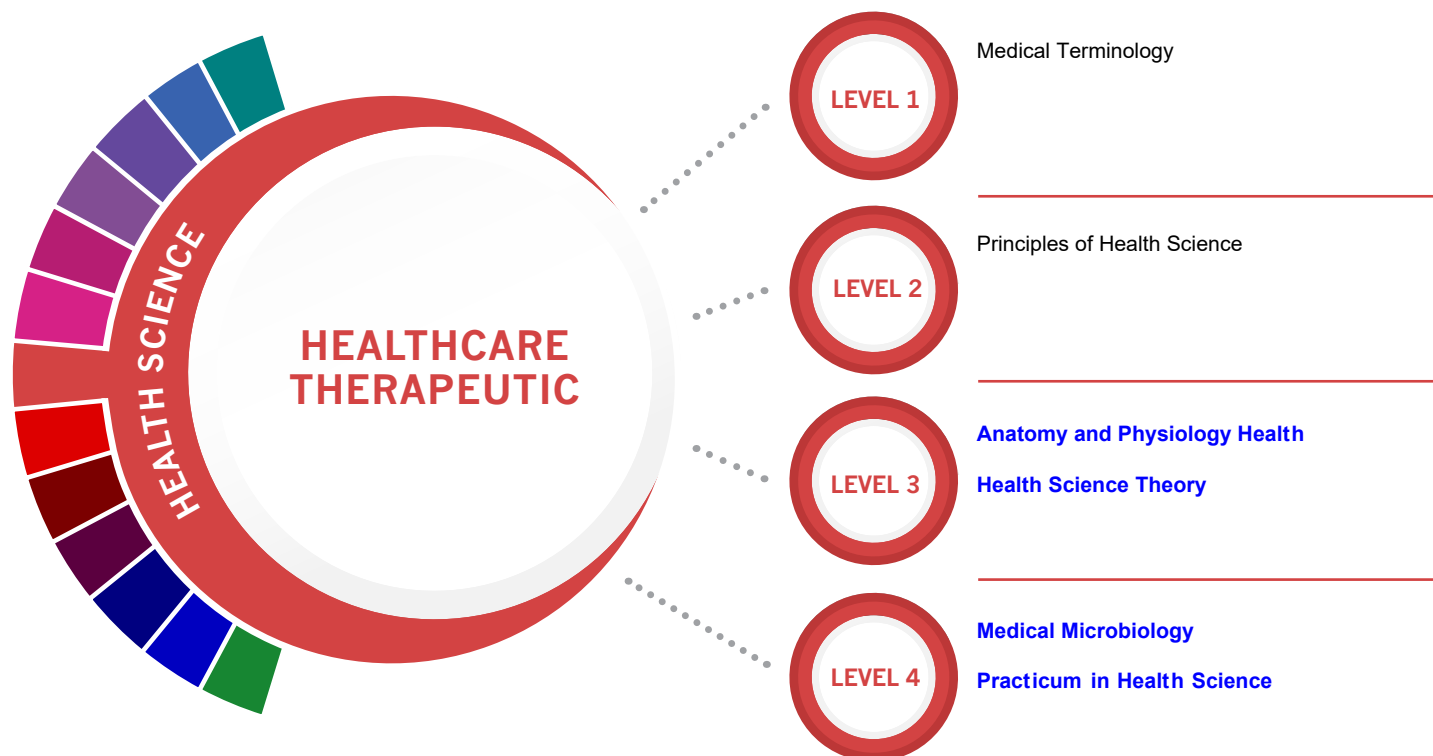 HEALTH SCIENCE
HEALTHCARE
THERAPEUTIC
LEVEL 1
Medical Terminology
LEVEL 2
Principles of Health Science
LEVEL 3
Anatomy and Physiology Health
Health Science Theory
LEVEL 4
Medical Microbiology
Practicum in Health Science